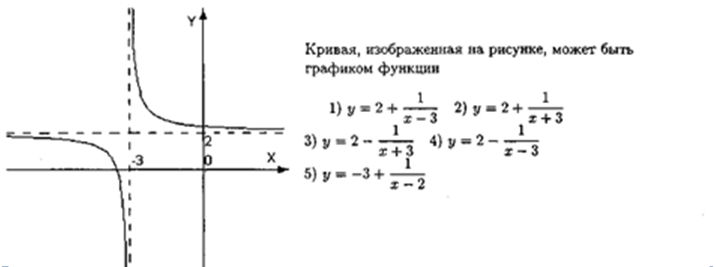 Y
2
-3
0
X
Кривая, изображенная на рисунке, может быть
графиком функции
1) y = 2 + 1/(x − 3) 2) y = 2 + 1/(x + 3)
3) y = 2 − 1/(x + 3) 4) y = 2 − 1/(x − 3)
5) y = −3 + 1/(x − 2)